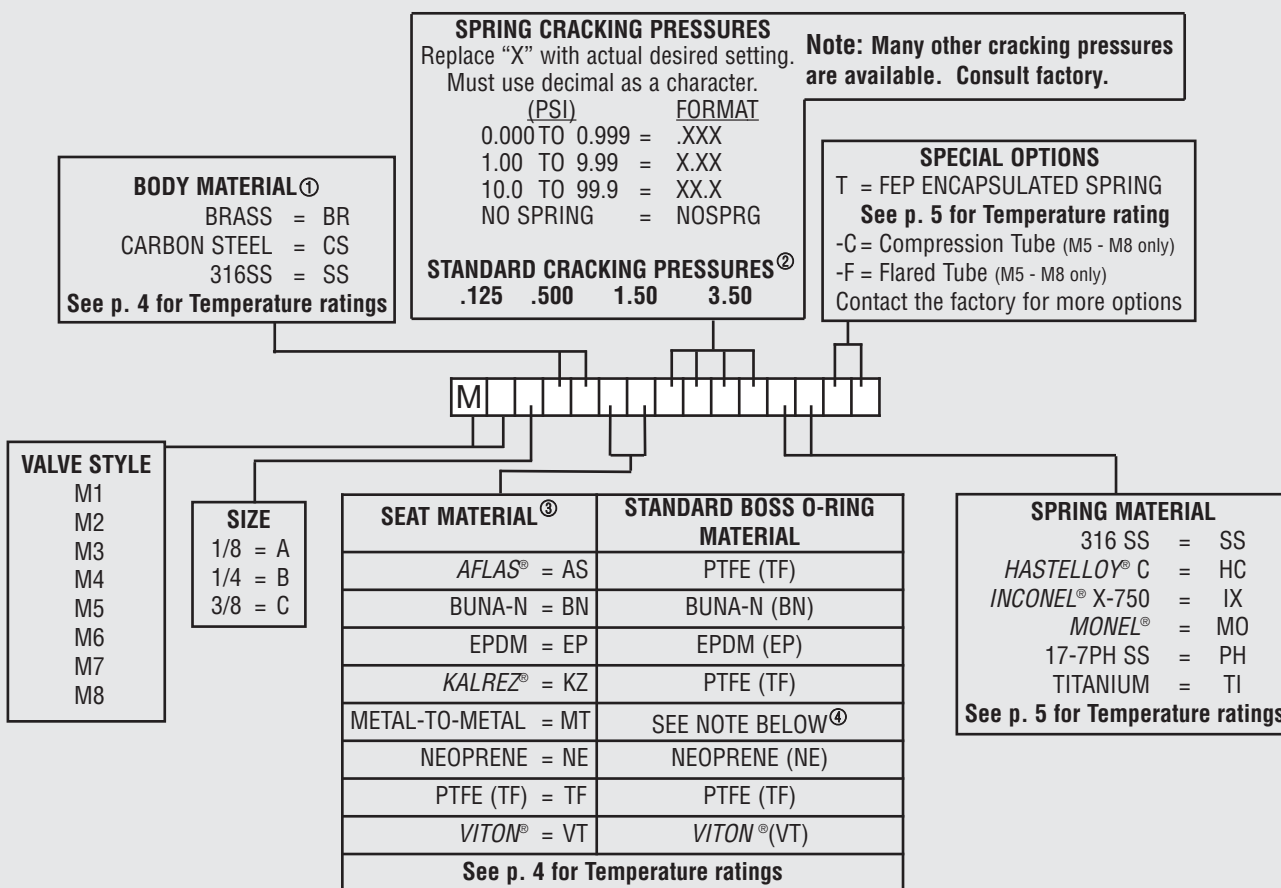 SPRING CRACKING PRESSURES
Replace “X” with actual desired setting.
Must use decimal as a character.
(PSI) FORMAT
0.000 TO 0.999 = .XXX
1.00 TO 9.99 = X.XX
10.0 TO 99.9 = XX.X
NO SPRING = NOSPRG
STANDARD CRACKING PRESSURES②
.125 .500 1.50 3.50
Note: Many other cracking pressures
are available. Consult factory.
BODY MATERIAL①
BRASS = BR
CARBON STEEL = CS
316SS = SS
See p. 4 for Temperature ratings
SPECIAL OPTIONS
T = FEP ENCAPSULATED SPRING
See p. 5 for Temperature rating
-C = Compression Tube (M5 - M8 only)
-F = Flared Tube (M5 - M8 only)
Contact the factory for more options
M
VALVE STYLE
M1
M2
M3
M4
M5
M6
M7
M8
SIZE
1/8 = A
1/4 = B
3/8 = C
SEAT MATERIAL③ STANDARD BOSS O-RING
MATERIAL
AFLAS® = AS PTFE (TF)
BUNA-N = BN BUNA-N (BN)
EPDM = EP EPDM (EP)
KALREZ® = KZ PTFE (TF)
METAL-TO-METAL = MT SEE NOTE BELOW④
NEOPRENE = NE NEOPRENE (NE)
PTFE (TF) = TF PTFE (TF)
VITON® = VT VITON ®(VT)
See p. 4 for Temperature ratings
SPRING MATERIAL
316 SS = SS
HASTELLOY® C = HC
INCONEL® X-750 = IX
MONEL® = MO
17-7PH SS = PH
TITANIUM = TI
See p. 5 for Temperature ratings